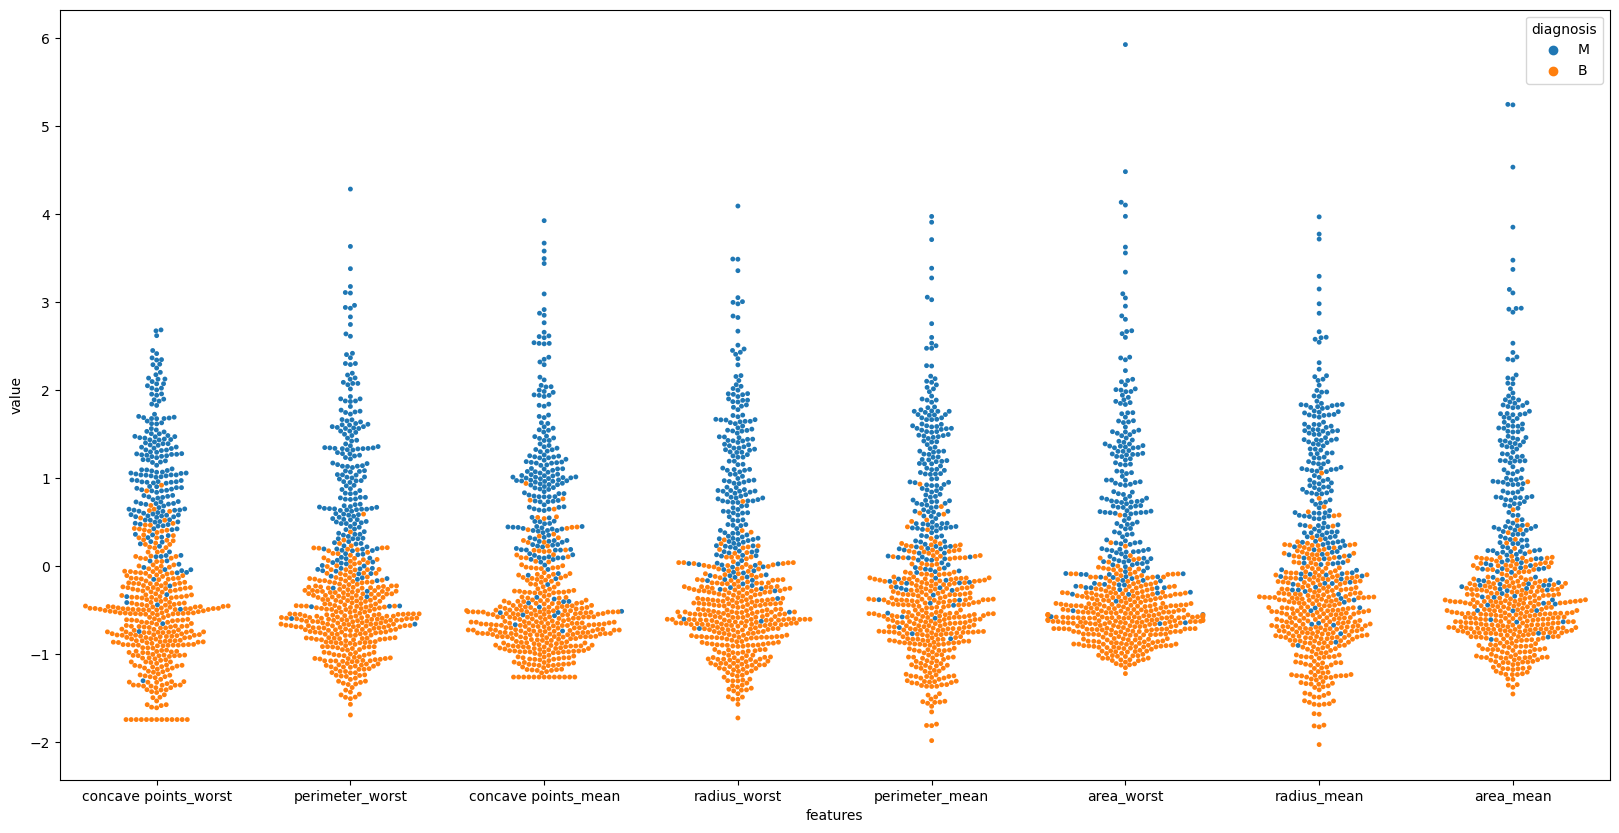 diagnosis
M
B
6
5
4
3
2
1
0
−1
−2
value
concave points_worst perimeter_worst concave points_mean radius_worst perimeter_mean area_worst radius_mean area_mean
features